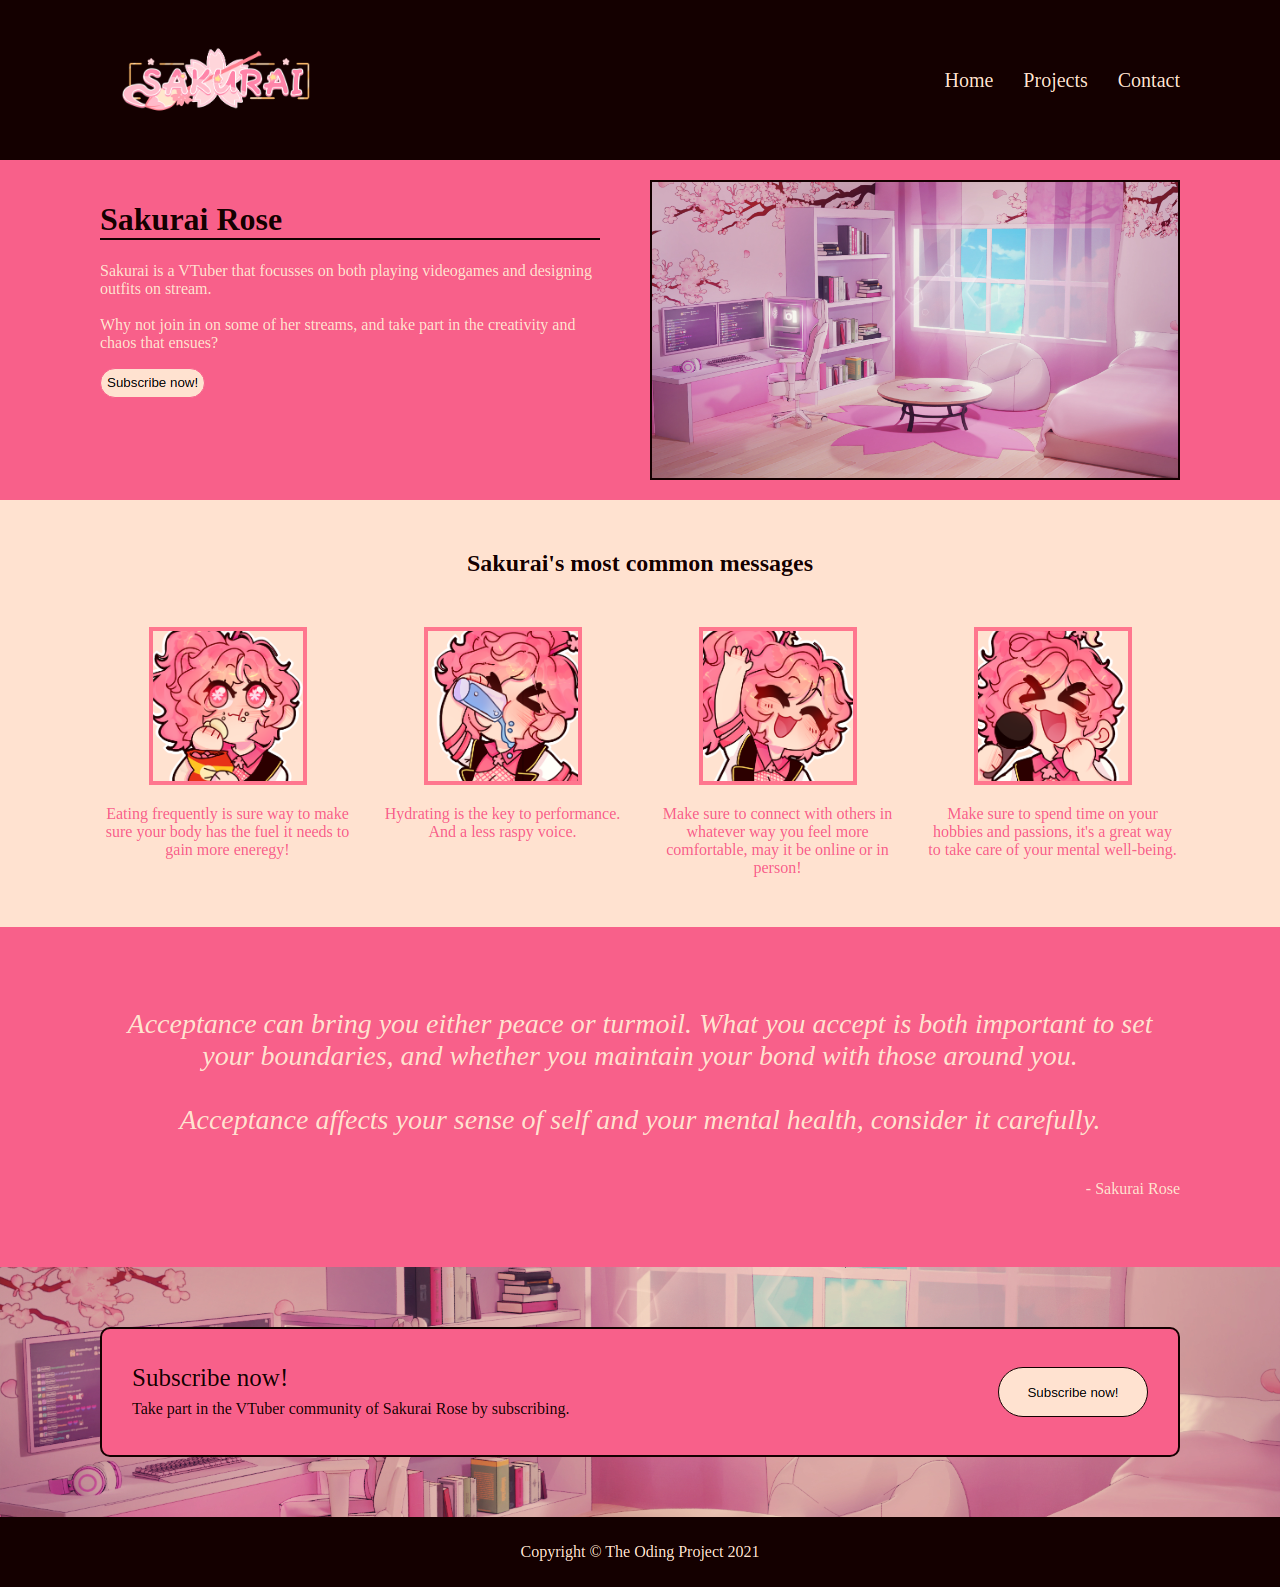 SAKURAI
Home Projects Contact
Sakurai Rose
Sakurai is a VTuber that focusses on both playing videogames and designing
outfits on stream.
Why not join in on some of her streams, and take part in the creativity and
chaos that ensues?
Subscribe now!
Sakurai's most common messages
Eating frequently is sure way to make
sure your body has the fuel it needs to
gain more eneregy!
Hydrating is the key to performance.
And a less raspy voice.
Make sure to connect with others in
whatever way you feel more
comfortable, may it be online or in
person!
Make sure to spend time on your
hobbies and passions, it's a great way
to take care of your mental well-being.
Acceptance can bring you either peace or turmoil. What you accept is both important to set
your boundaries, and whether you maintain your bond with those around you.
Acceptance affects your sense of self and your mental health, consider it carefully.
- Sakurai Rose
Subscribe now!
Take part in the VTuber community of Sakurai Rose by subscribing.
Subscribe now!
Copyright © The Oding Project 2021